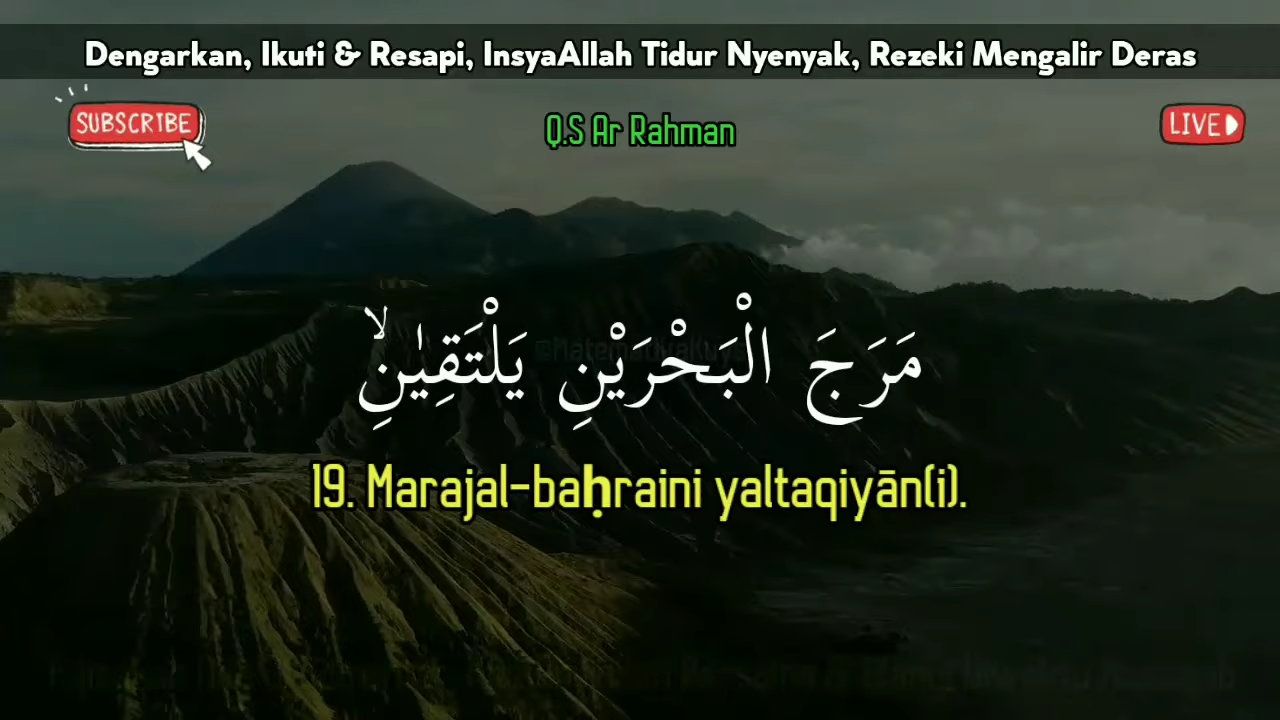 Dengarkan, Ikuti & Resapi, InsyaAllah Tidur Nyenyak, Rezeki Mengalir Deras
SUBSCRIBE
Q.S Ar Rahman
LIVE
مَرَجَ الْبَحْرَيْنِ يَلْتَقِيٰنِۙ
19. Marajal-baḥraini yaltaqiyān(i).